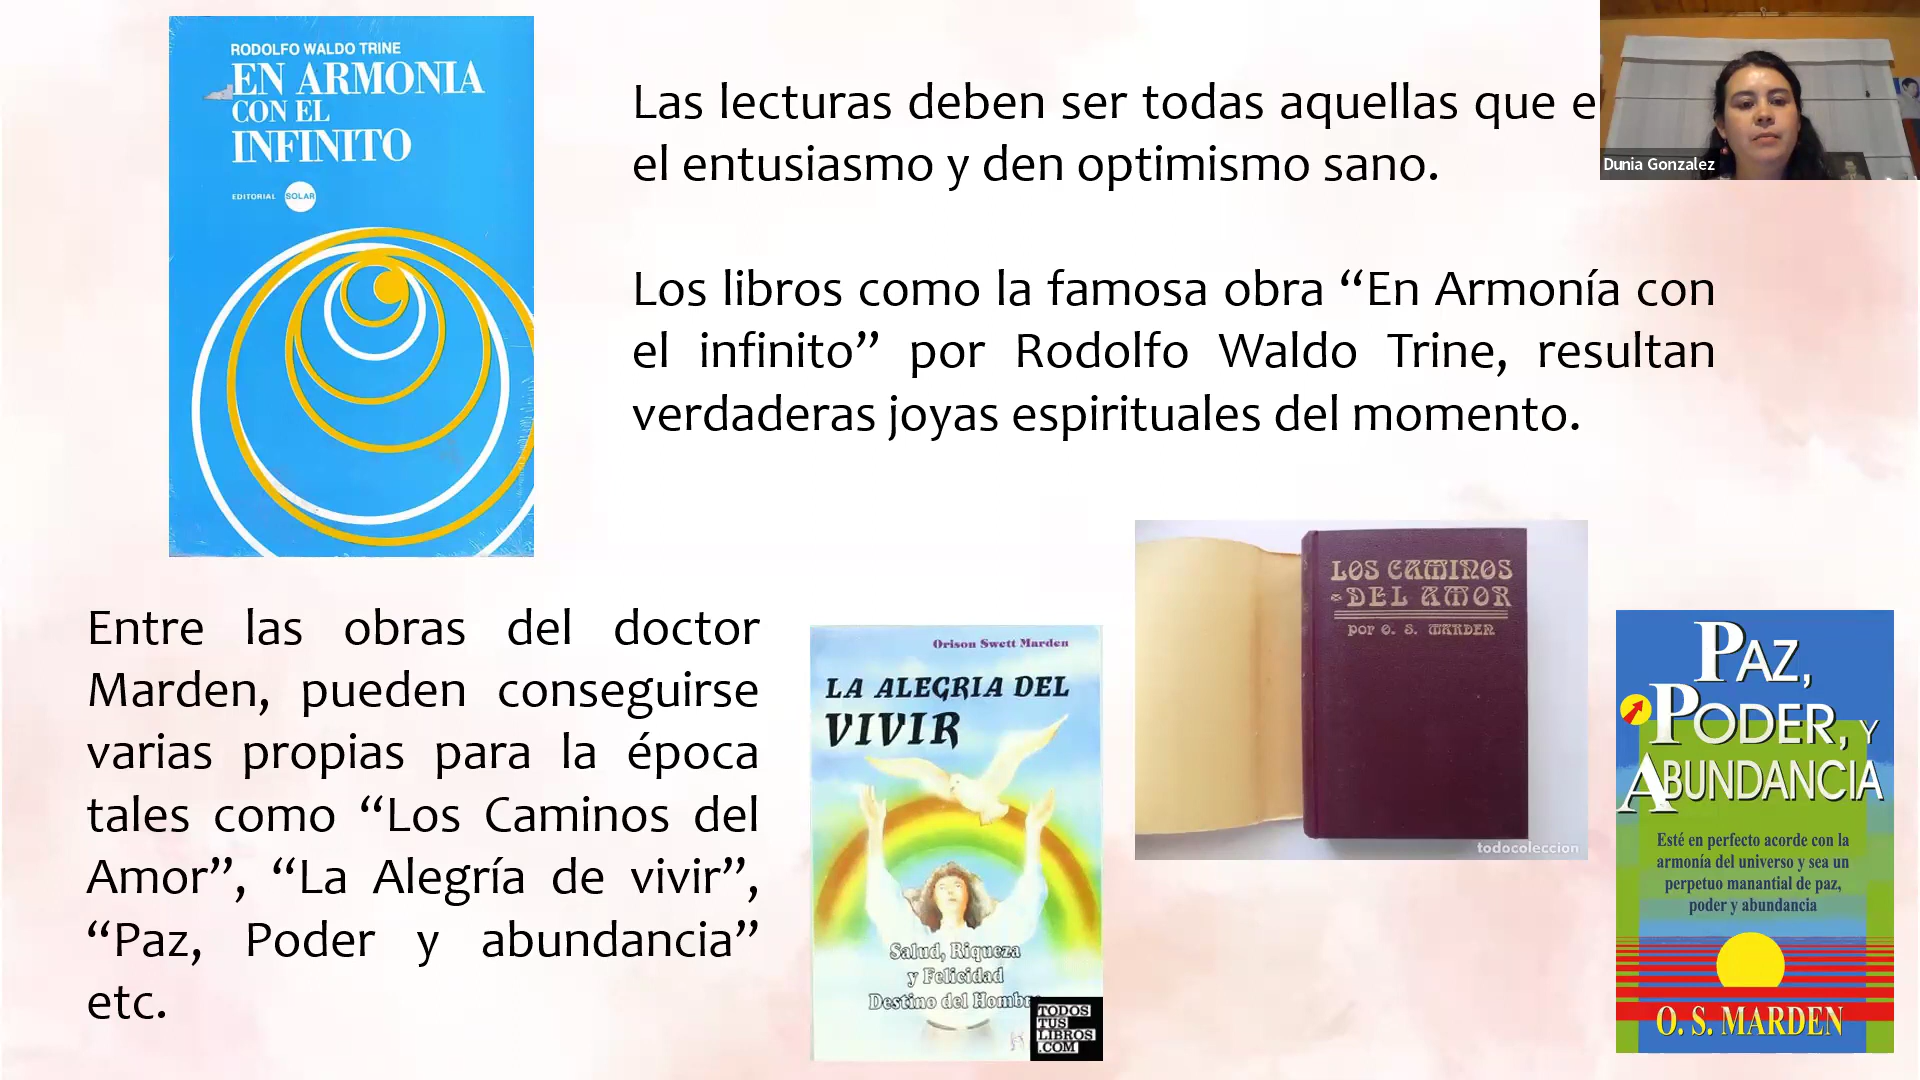 RODOLFO WALDO TRINE
EN ARMONIA
CON EL
INFINITO
EDITORIAL SOLAR
Las lecturas deben ser todas aquellas que e
el entusiasmo y den optimismo sano.
Los libros como la famosa obra “En Armonía con
el infinito” por Rodolfo Waldo Trine, resultan
verdaderas joyas espirituales del momento.
Dunia Gonzalez
Entre las obras del doctor
Marden, pueden conseguirse
varias propias para la época
tales como “Los Caminos del
Amor”, “La Alegría de vivir”,
“Paz, Poder y abundancia”
etc.
Orison Swett Marden
LA ALEGRIA DEL
VIVIR
Salud, Riqueza
y Felicidad
Destino del Hombre
TODOS
TUS
LIBROS
.COM
LOS CAMINOS
DEL AMOR
por O. S. MARDEN
todocoleccion
PAZ,
PODER, Y
ABUNDANCIA
Esté en perfecto acorde con la
armonía del universo y sea un
perpetuo manantial de paz,
poder y abundancia
O. S. MARDEN